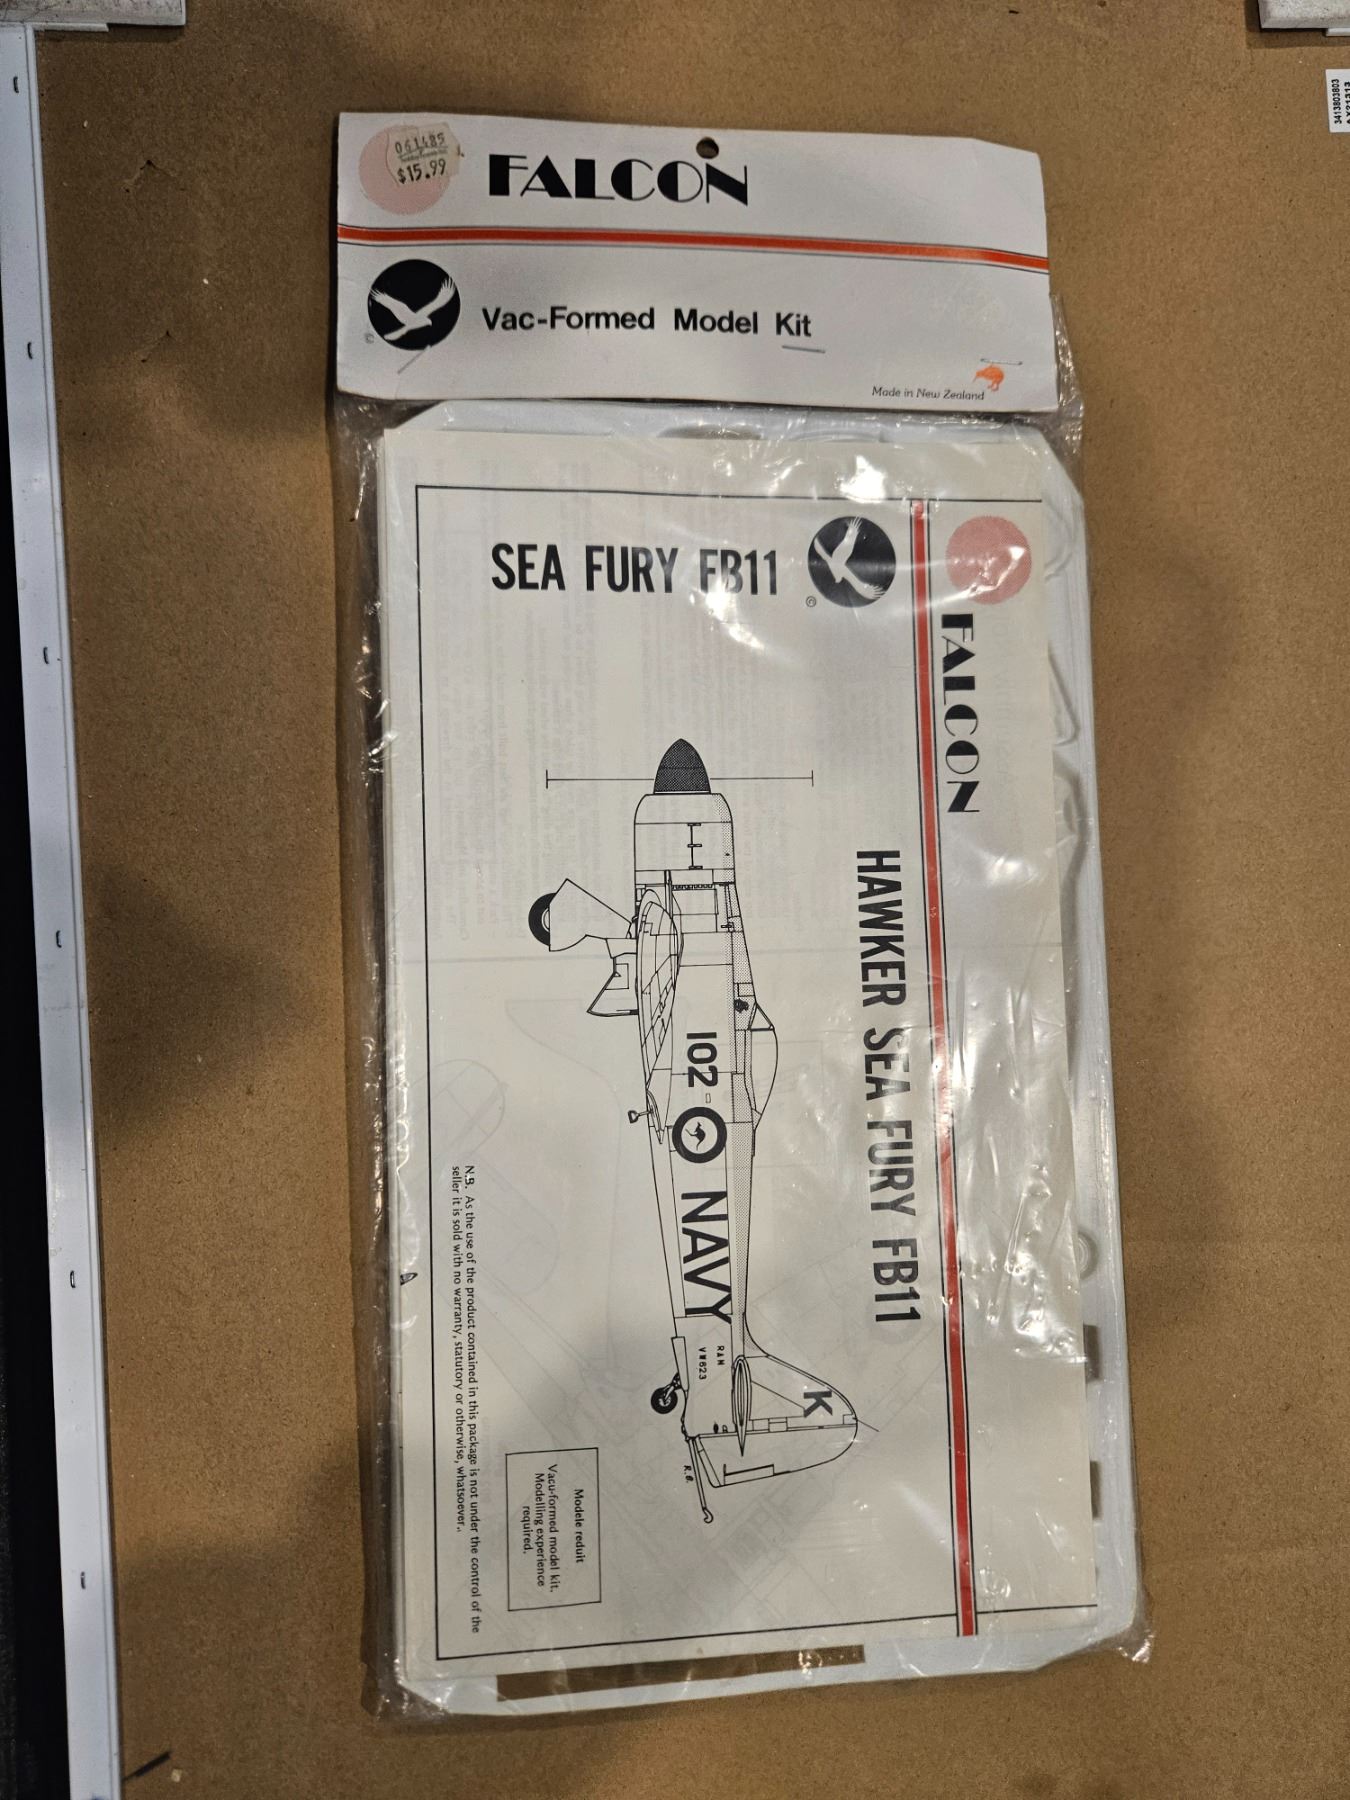 061485
$15.99
FALCON
Vac-Formed Model Kit
©
Made in New Zealand
FALCON
SEA FURY FB11
©
HAWKER SEA FURY FB11
102
NAVY
RAN
VW623
K
R.B.
N.B. As the use of the product contained in this package is not under the control of the
seller it is sold with no warranty, statutory or otherwise, whatsoever.
Modele reduit
Vacu-formed model kit.
Modelling experience
required.
3413803B03